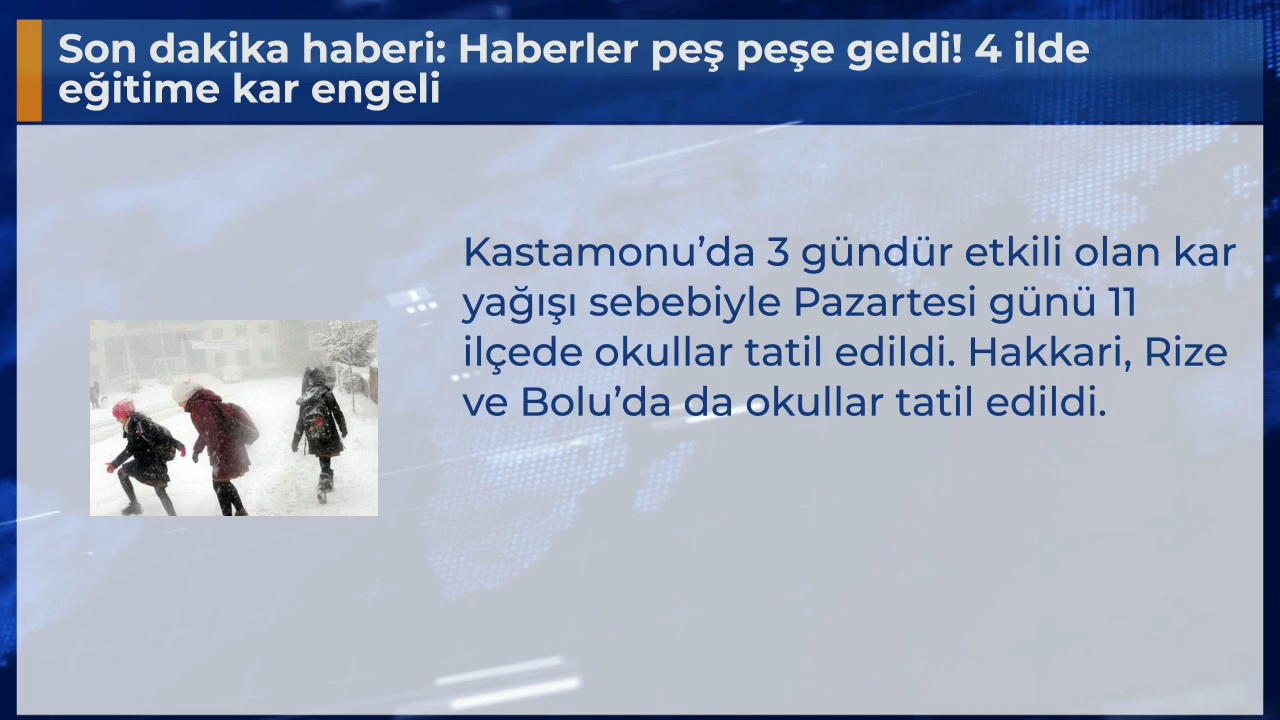 Son dakika haberi: Haberler peş peşe geldi! 4 ilde
eğitime kar engeli
Kastamonu’da 3 gündür etkili olan kar
yağışı sebebiyle Pazartesi günü 11
ilçede okullar tatil edildi. Hakkari, Rize
ve Bolu’da da okullar tatil edildi.